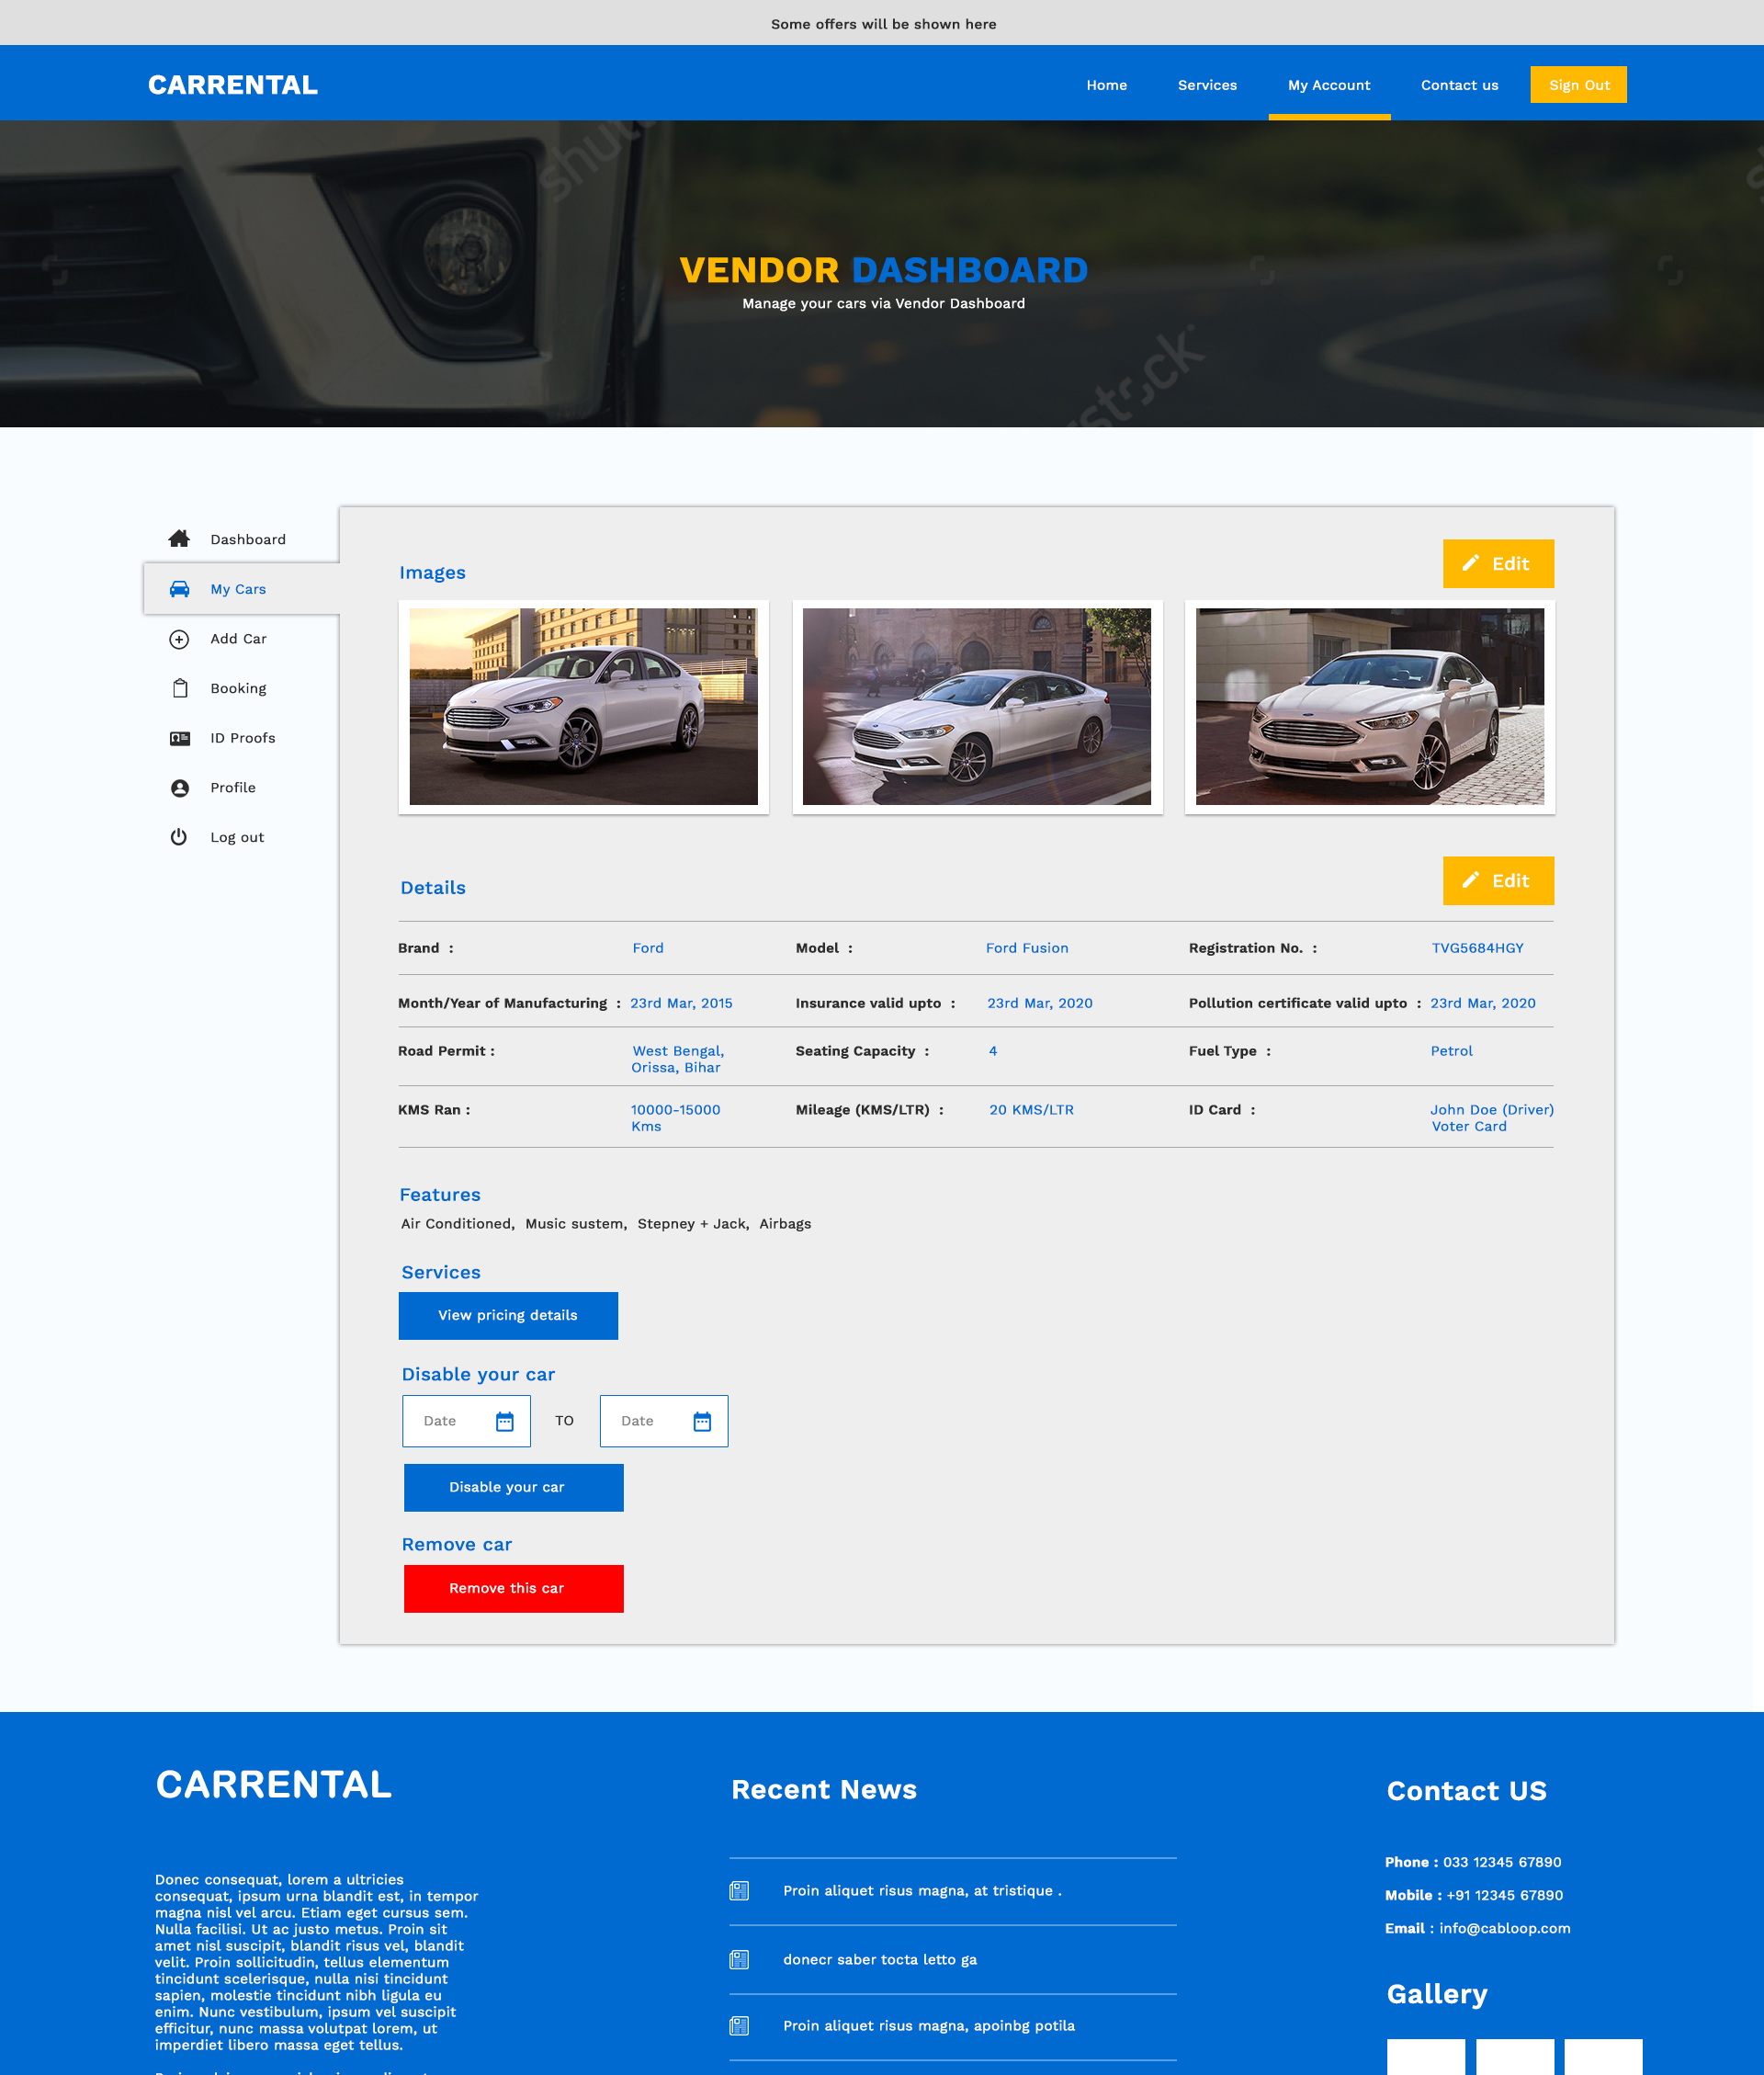 Some offers will be shown here
CARRENTAL
Home Services My Account Contact us Sign Out
VENDOR DASHBOARD
Manage your cars via Vendor Dashboard
Dashboard
My Cars
Add Car
Booking
ID Proofs
Profile
Log out
Images
Edit
Details
Edit
Brand : Ford Model : Ford Fusion Registration No. : TVG5684HGY
Month/Year of Manufacturing : 23rd Mar, 2015 Insurance valid upto : 23rd Mar, 2020 Pollution certificate valid upto : 23rd Mar, 2020
Road Permit : West Bengal, Seating Capacity : 4 Fuel Type : Petrol
Orissa, Bihar
KMS Ran : 10000-15000 Mileage (KMS/LTR) : 20 KMS/LTR ID Card : John Doe (Driver)
Kms Voter Card
Features
Air Conditioned, Music sustem, Stepney + Jack, Airbags
Services
View pricing details
Disable your car
Date TO Date
Disable your car
Remove car
Remove this car
CARRENTAL
Donec consequat, lorem a ultricies
consequat, ipsum urna blandit est, in tempor
magna nisl vel arcu. Etiam eget cursus sem.
Nulla facilisi. Ut ac justo metus. Proin sit
amet nisl suscipit, blandit risus vel, blandit
velit. Proin sollicitudin, tellus elementum
tincidunt scelerisque, nulla nisi tincidunt
sapien, molestie tincidunt nibh ligula eu
enim. Nunc vestibulum, ipsum vel suscipit
efficitur, nunc massa volutpat lorem, ut
imperdiet libero massa eget tellus.
Recent News
Proin aliquet risus magna, at tristique .
donecr saber tocta letto ga
Proin aliquet risus magna, apoinbg potila
Contact US
Phone : 033 12345 67890
Mobile : +91 12345 67890
Email : info@cabloop.com
Gallery